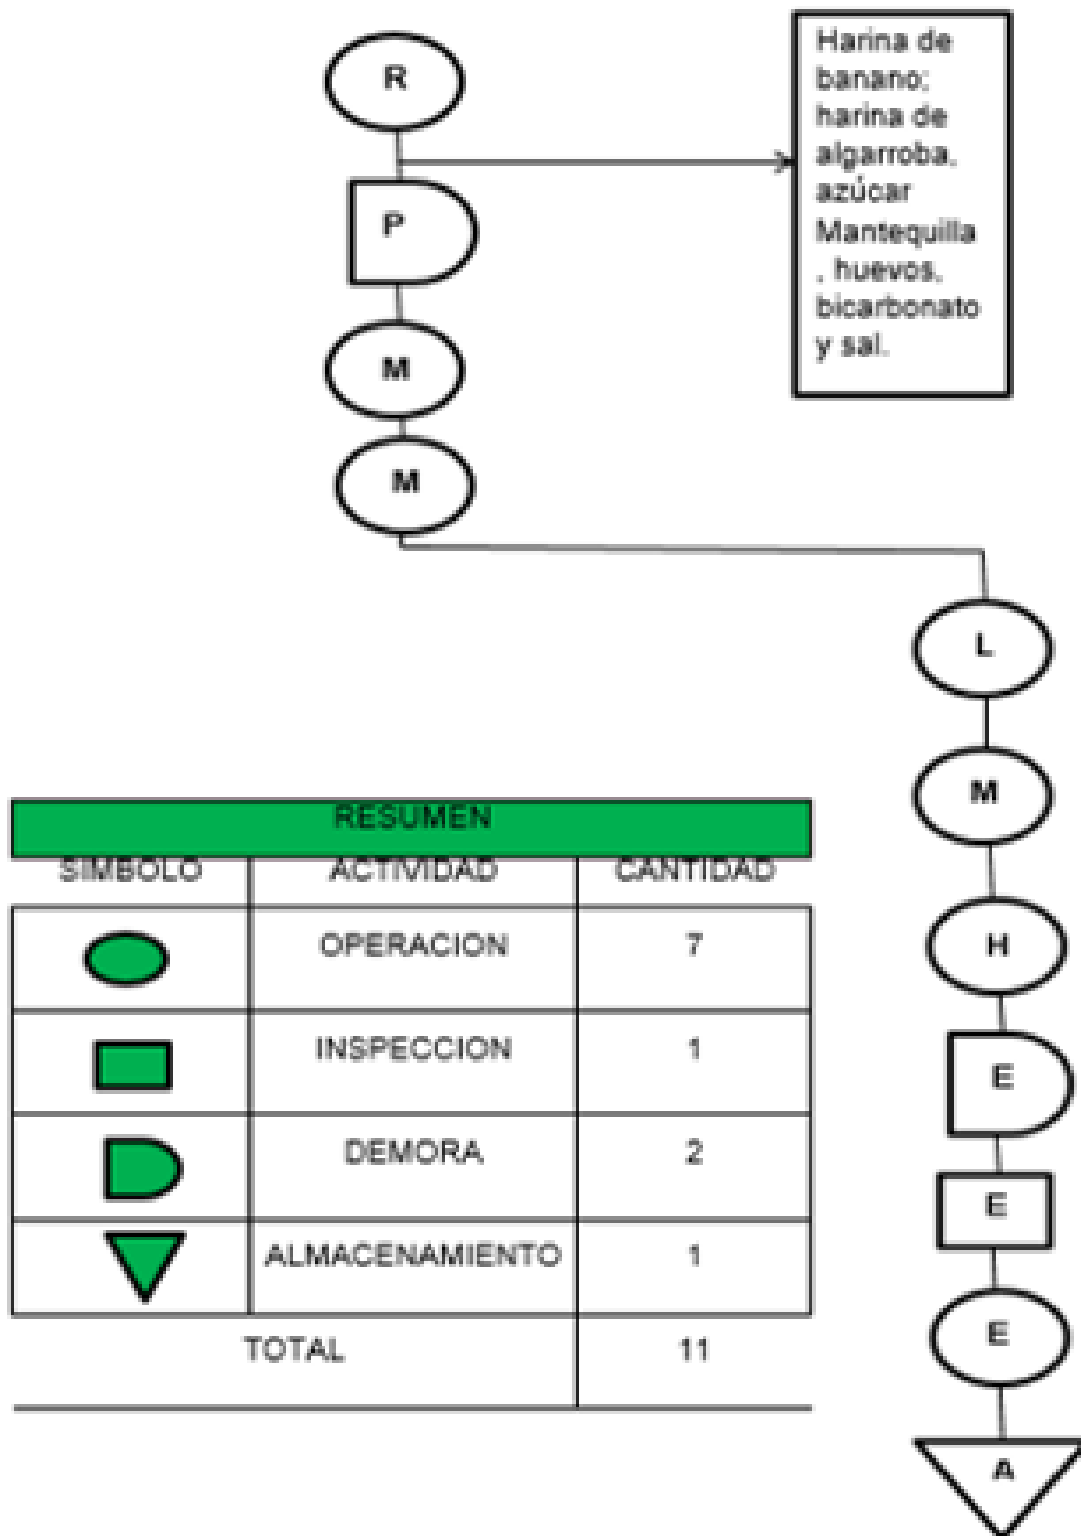 R
Harina de
banano;
harina de
algarroba,
azúcar
Mantequilla
, huevos,
bicarbonato
y sal.
P
M
M
L
M
H
E
E
E
A
RESUMEN
SIMBOLO ACTIVIDAD CANTIDAD
OPERACION 7
INSPECCION 1
DEMORA 2
ALMACENAMIENTO 1
TOTAL 11